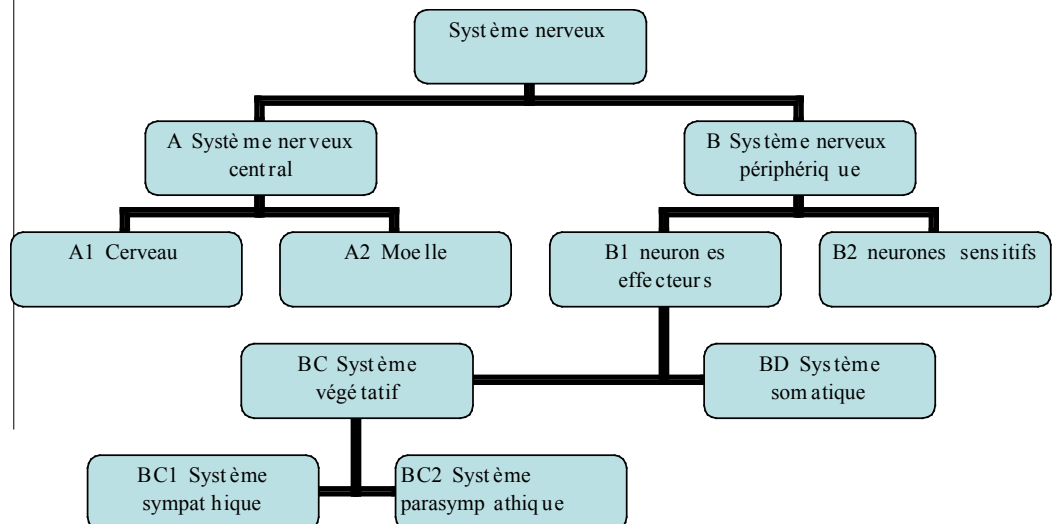 Système nerveux
A Système nerveux
central
B Système nerveux
périphérique
A1 Cerveau
A2 Moelle
B1 neurones
effecteurs
B2 neurones sensitifs
BC Système
végétatif
BD Système
somatique
BC1 Système
sympathique
BC2 Système
parasympathique